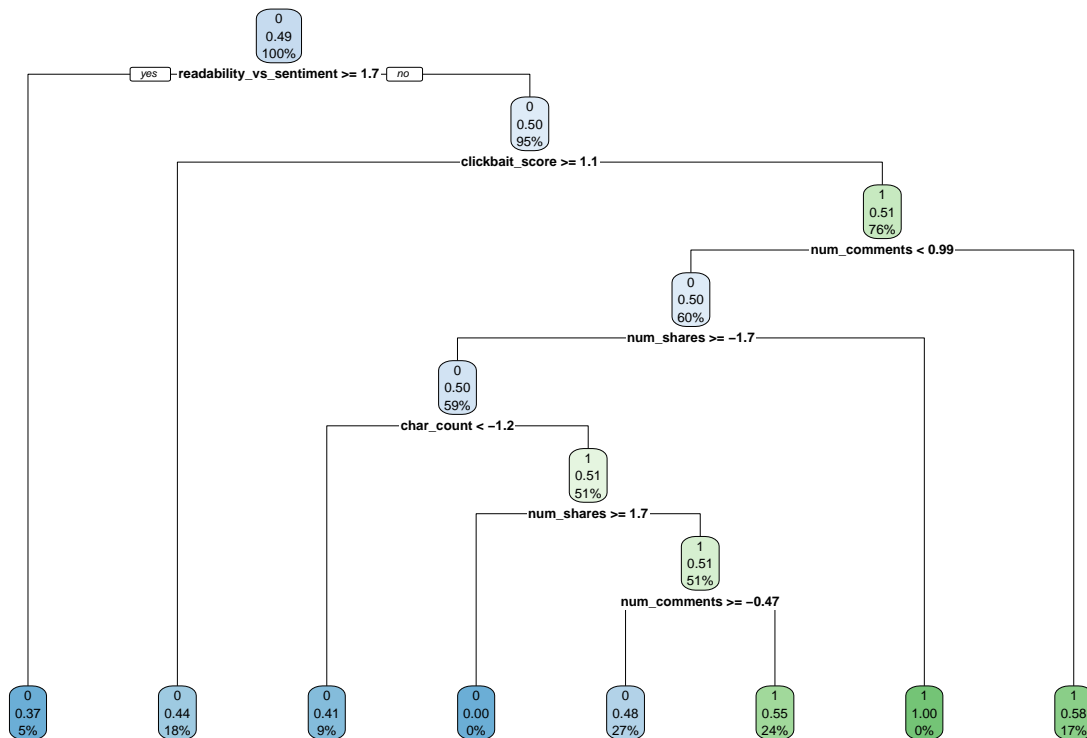 0
0.49
100%
yes readability_vs_sentiment >= 1.7 no
0
0.50
95%
clickbait_score >= 1.1
1
0.51
76%
num_comments < 0.99
0
0.50
60%
num_shares >= −1.7
0
0.50
59%
char_count < −1.2
1
0.51
51%
num_shares >= 1.7
1
0.51
51%
num_comments >= −0.47
0 0 0 0 0 1 1 1
0.37 0.44 0.41 0.00 0.48 0.55 1.00 0.58
5% 18% 9% 0% 27% 24% 0% 17%